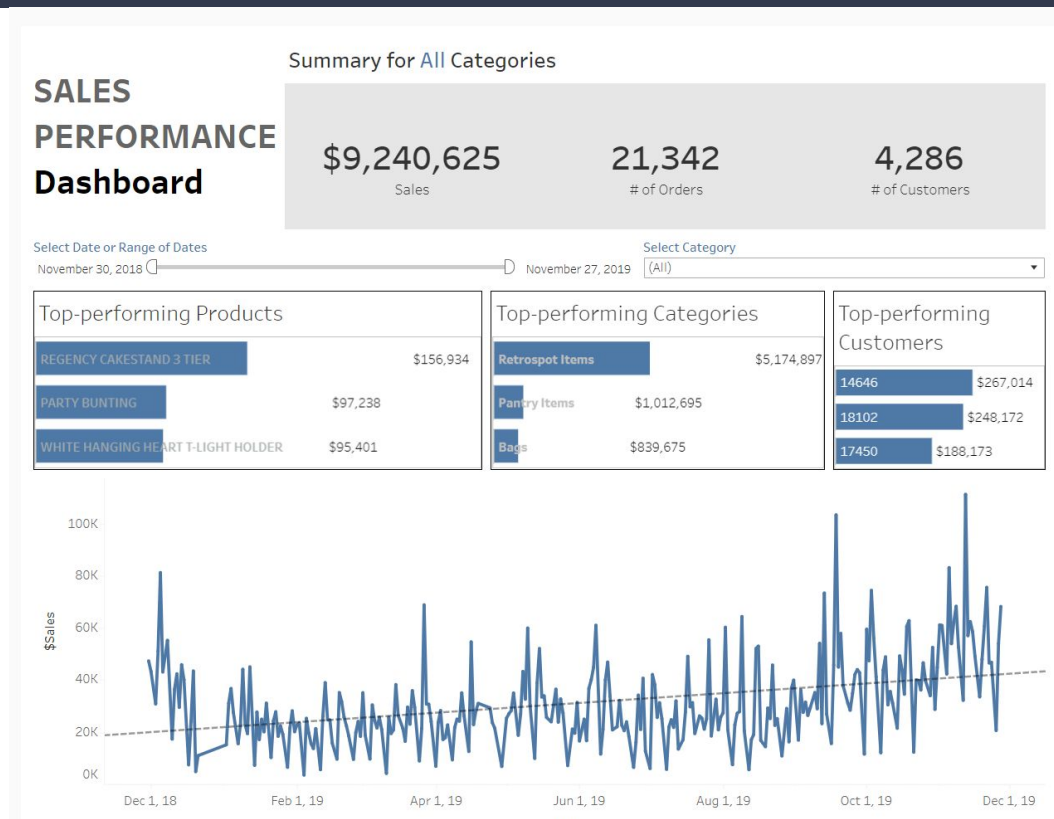 Summary for All Categories
SALES
PERFORMANCE
Dashboard
$9,240,625
Sales
21,342
# of Orders
4,286
# of Customers
Select Date or Range of Dates
November 30, 2018
November 27, 2019
Select Category
(All)
Top-performing Products
REGENCY CAKESTAND 3 TIER $156,934
PARTY BUNTING $97,238
WHITE HANGING HEART T-LIGHT HOLDER $95,401
Top-performing Categories
Retrospot Items $5,174,897
Pantry Items $1,012,695
Bags $839,675
Top-performing
Customers
14646 $267,014
18102 $248,172
17450 $188,173
$Sales
100K
80K
60K
40K
20K
0K
Dec 1, 18 Feb 1, 19 Apr 1, 19 Jun 1, 19 Aug 1, 19 Oct 1, 19 Dec 1, 19